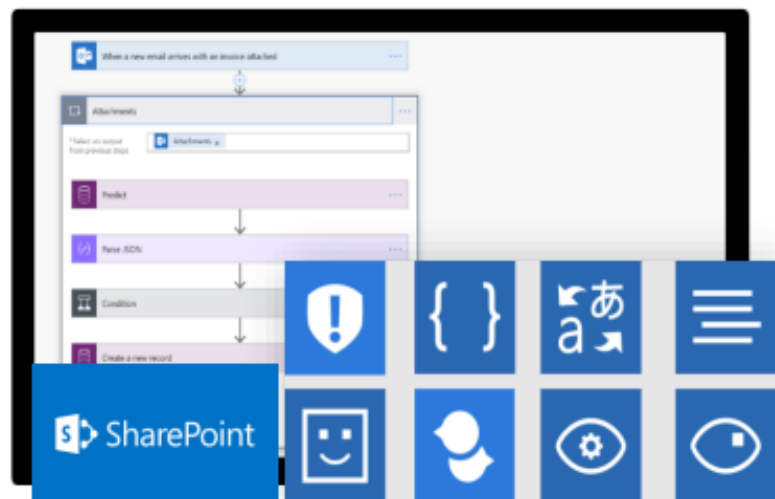 When a new email arrives with an invoice attached
Attachments
*Select an output
from previous steps
Attachments x
Predict
Parse JSON
Condition
Create a new record
{ }
あ
a
S SharePoint